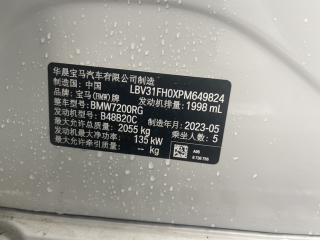 华晨宝马汽车有限公司制造
制造国：中国 LBV31FH0XPM649824
品牌：宝马(BMW)牌 发动机排量：1998 mL
整车型号：BMW7200RG
发动机型号：B48B20C 制造年月：2023-05
最大允许总质量：2055 kg 乘坐人数：5
最大净功率：135 kW
最大允许牵引质量：-- kg